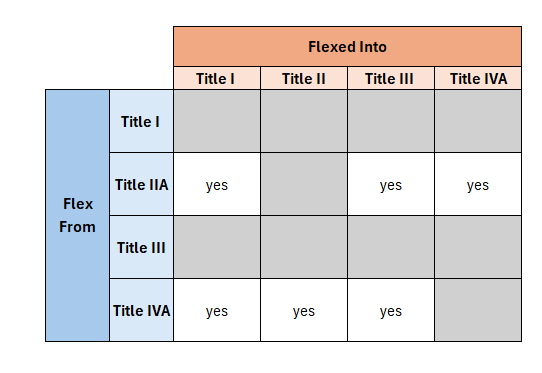 Flexed Into
Title I Title II Title III Title IVA
Title I
Title IIA yes yes yes
Flex
From
Title III
Title IVA yes yes yes